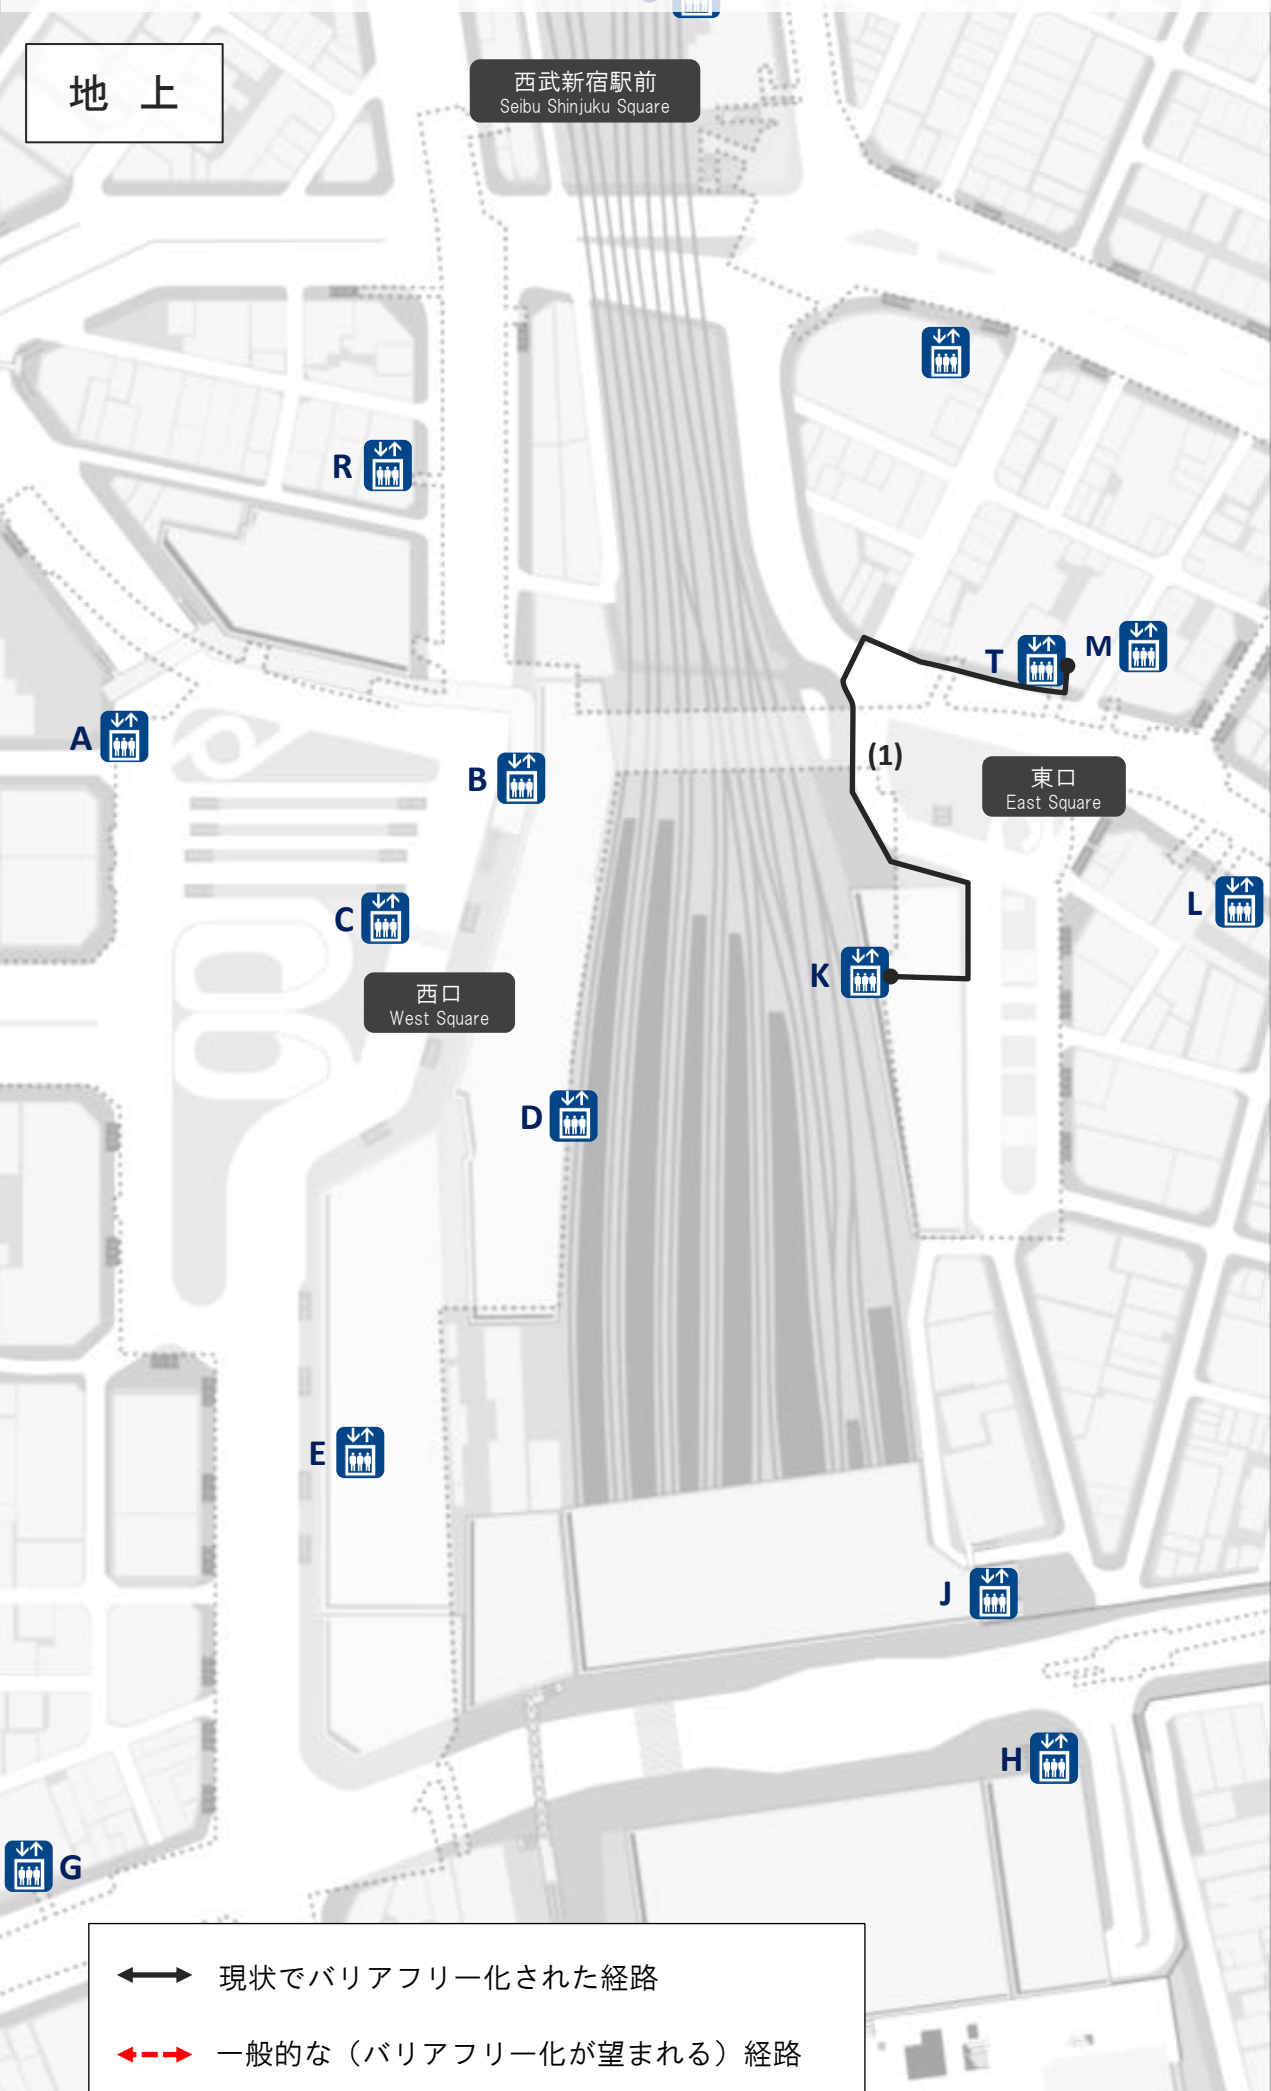 地 上
西武新宿駅前
Seibu Shinjuku Square
R
T
M
A
B
(1)
東口
East Square
C
L
K
西口
West Square
D
E
J
H
G
現状でバリアフリー化された経路
一般的な（バリアフリー化が望まれる）経路